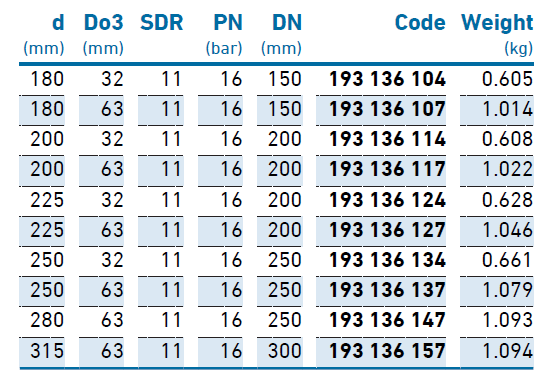 d Do3 SDR PN DN Code Weight
(mm) (mm) (bar) (mm) (kg)
180 32 11 16 150 193 136 104 0.605
180 63 11 16 150 193 136 107 1.014
200 32 11 16 200 193 136 114 0.608
200 63 11 16 200 193 136 117 1.022
225 32 11 16 200 193 136 124 0.628
225 63 11 16 200 193 136 127 1.046
250 32 11 16 250 193 136 134 0.661
250 63 11 16 250 193 136 137 1.079
280 63 11 16 250 193 136 147 1.093
315 63 11 16 300 193 136 157 1.094